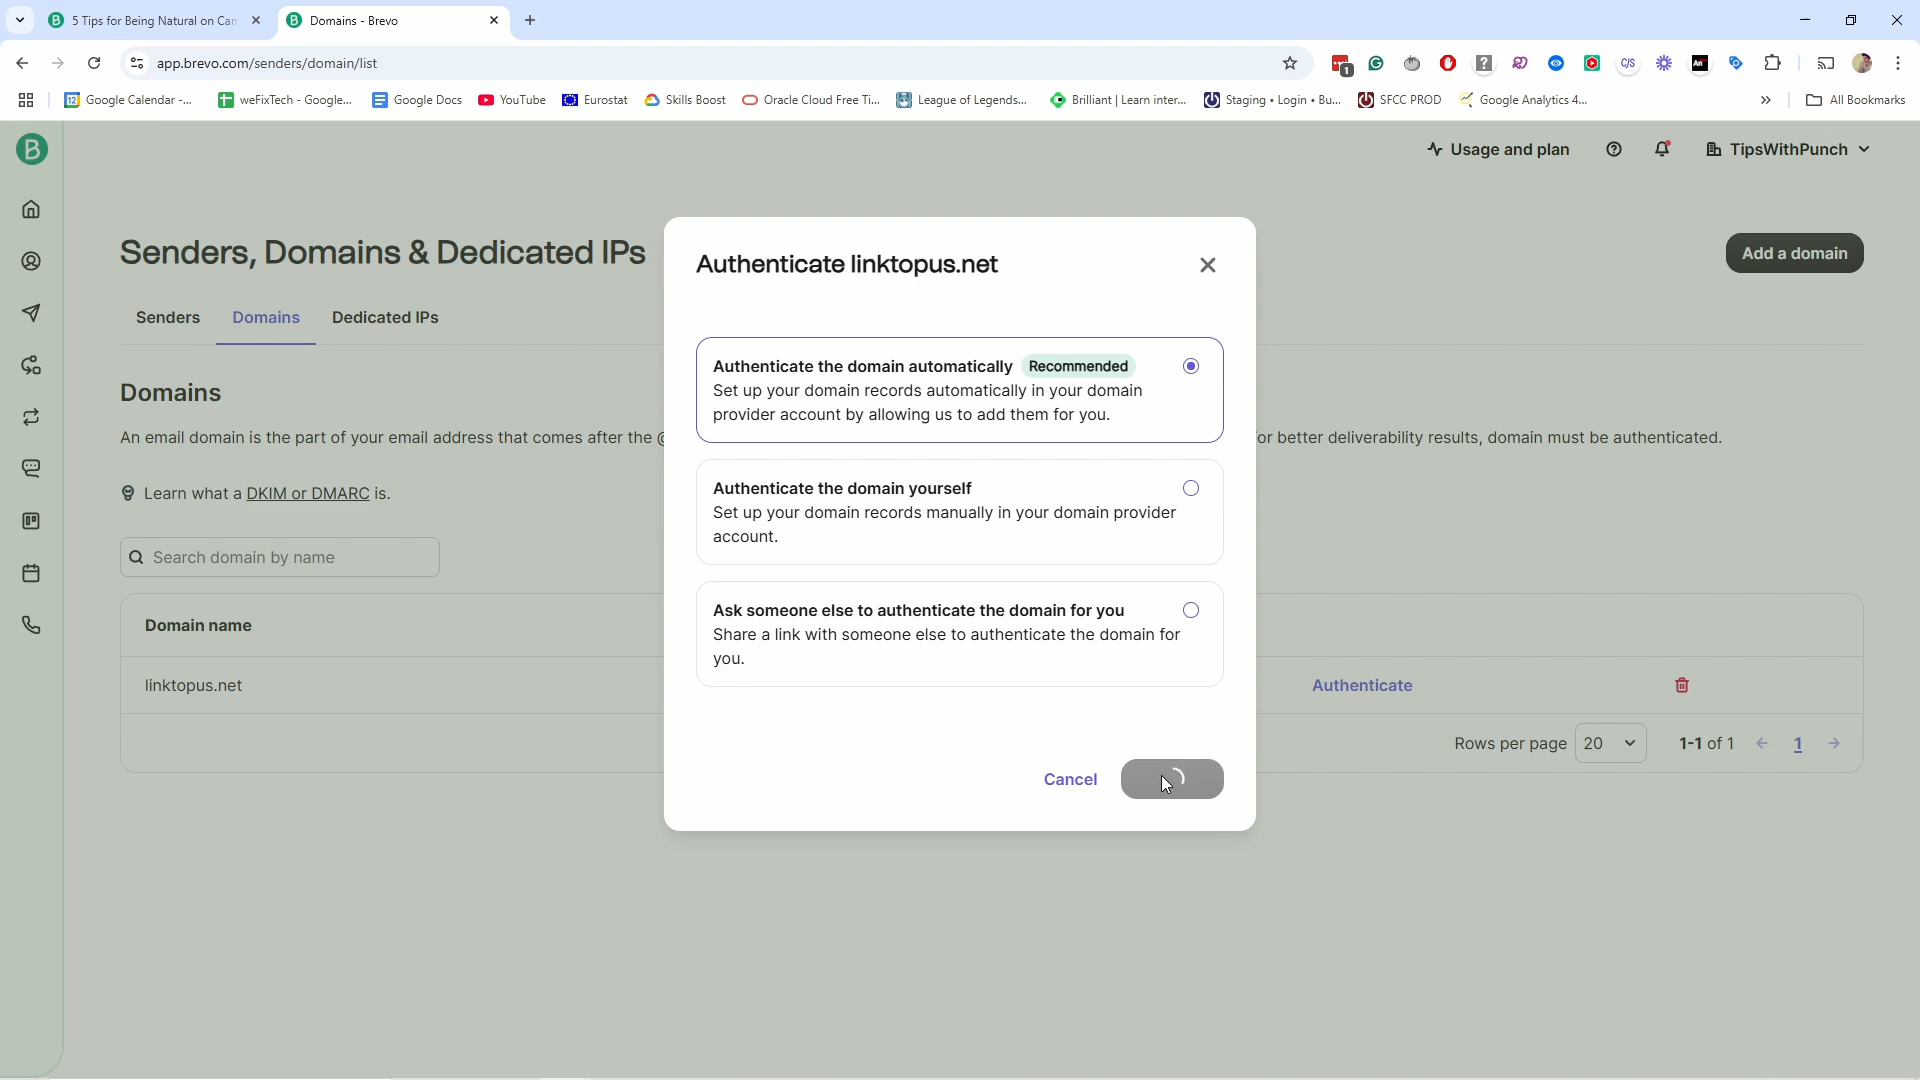 5 Tips for Being Natural on Can
Domains - Brevo
app.brevo.com/senders/domain/list
1
C/S
An
Google Calendar -...
weFixTech - Google...
Google Docs
YouTube
Eurostat
Skills Boost
Oracle Cloud Free Ti...
League of Legends...
Brilliant | Learn inter...
Staging • Login • Bu...
SFCC PROD
Google Analytics 4...
All Bookmarks
B
Usage and plan
TipsWithPunch
Senders, Domains & Dedicated IPs
Add a domain
Senders
Domains
Dedicated IPs
Domains
An email domain is the part of your email address that comes after the @
or better deliverability results, domain must be authenticated.
Learn what a DKIM or DMARC is.
Search domain by name
Domain name
linktopus.net
Authenticate
Rows per page
20
1-1 of 1
1
Authenticate linktopus.net
Authenticate the domain automatically
Recommended
Set up your domain records automatically in your domain
provider account by allowing us to add them for you.
Authenticate the domain yourself
Set up your domain records manually in your domain provider
account.
Ask someone else to authenticate the domain for you
Share a link with someone else to authenticate the domain for
you.
Cancel